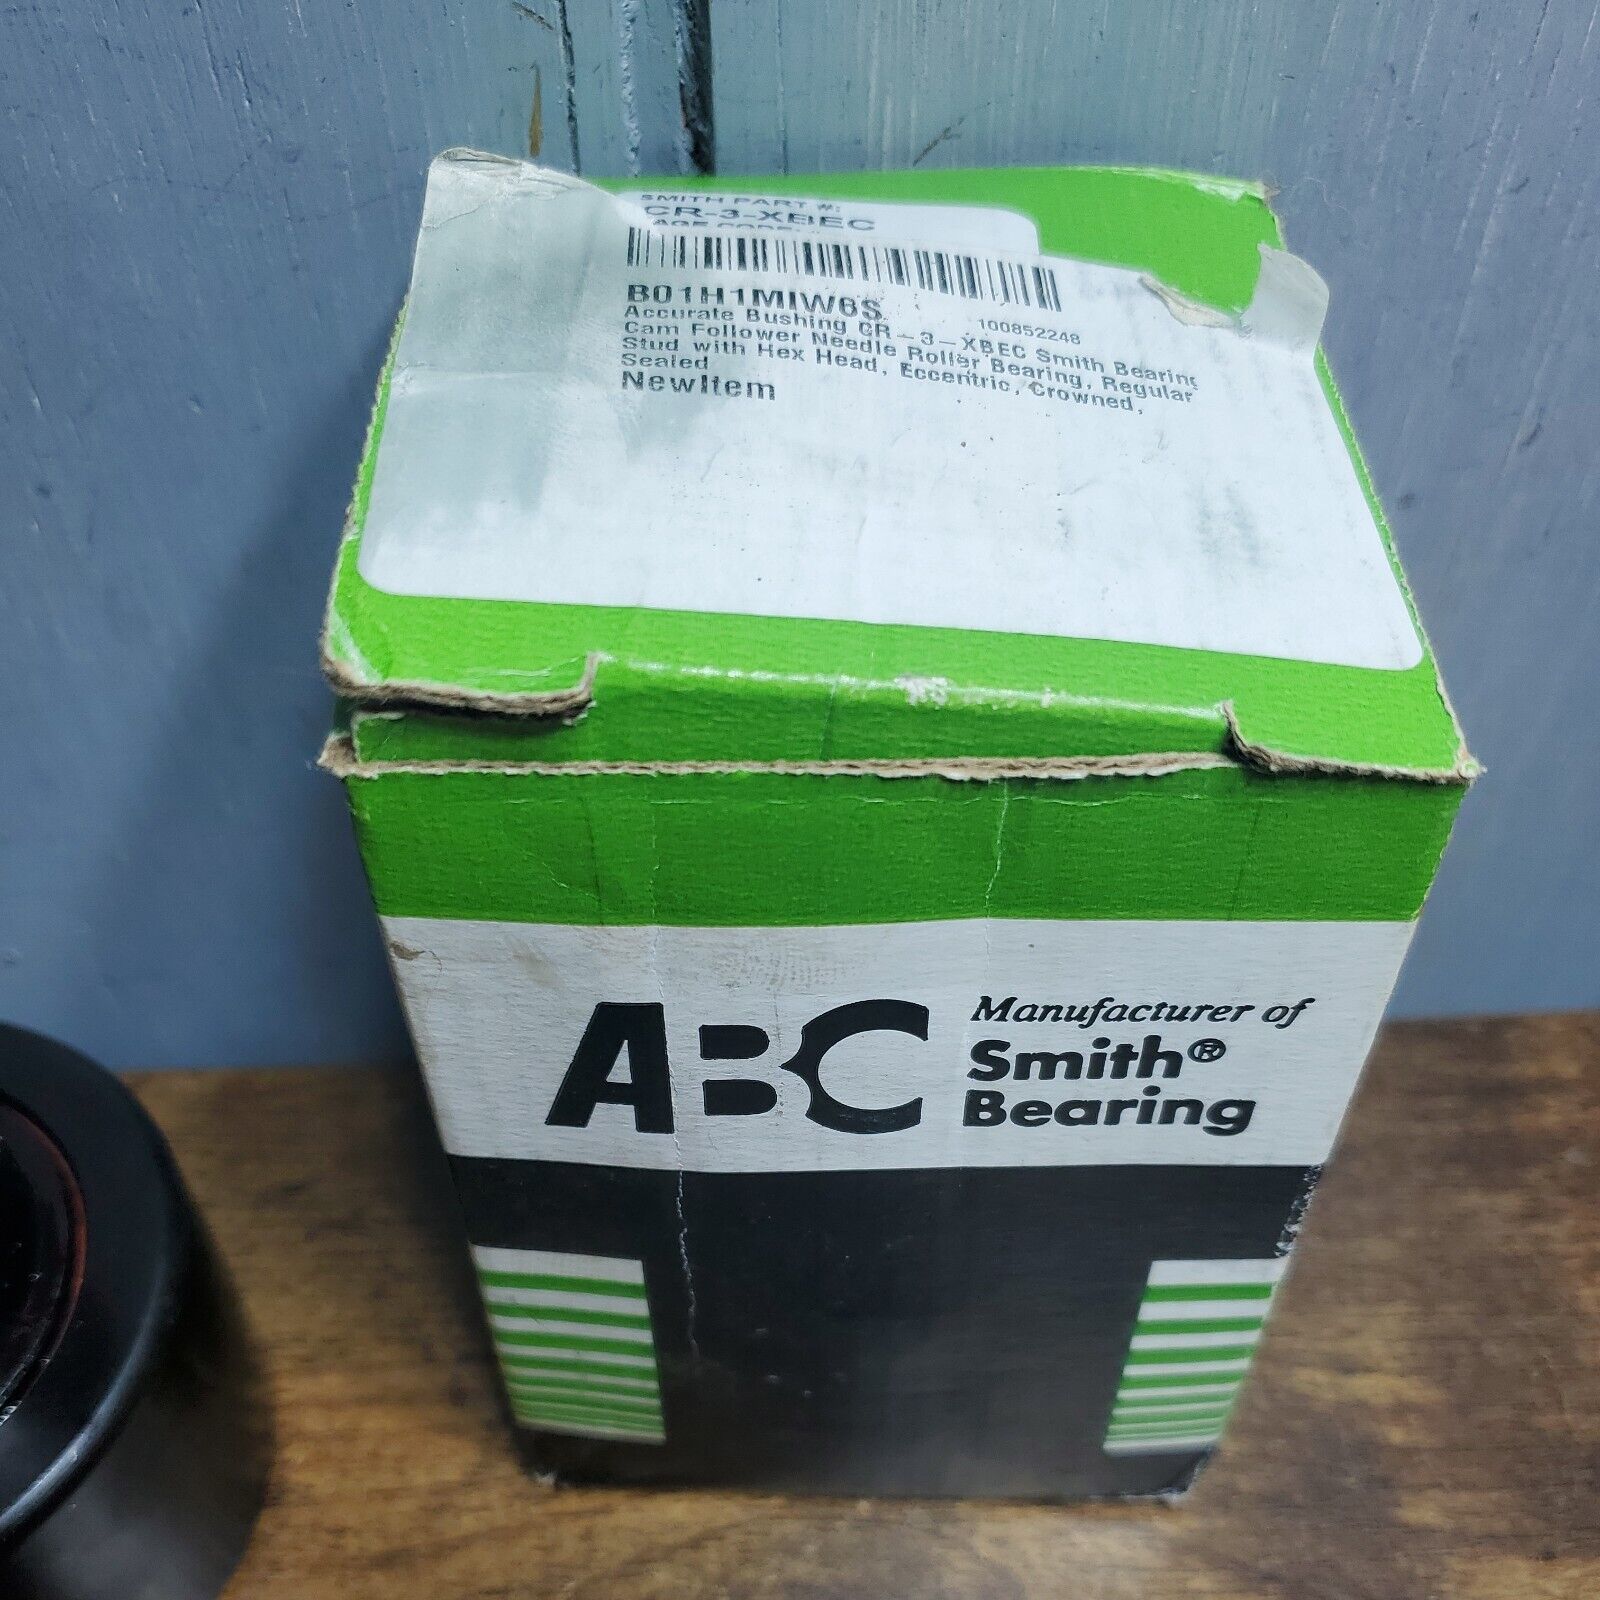 SMITH PART #:
CR-3-XBEC
B01H1MIW6S
100852248
Accurate Bushing CR-3-XBEC Smith Bearing
Cam Follower Needle Roller Bearing, Regular
Stud with Hex Head, Eccentric, Crowned,
Sealed
NewItem
ABC
Manufacturer of
Smith®
Bearing